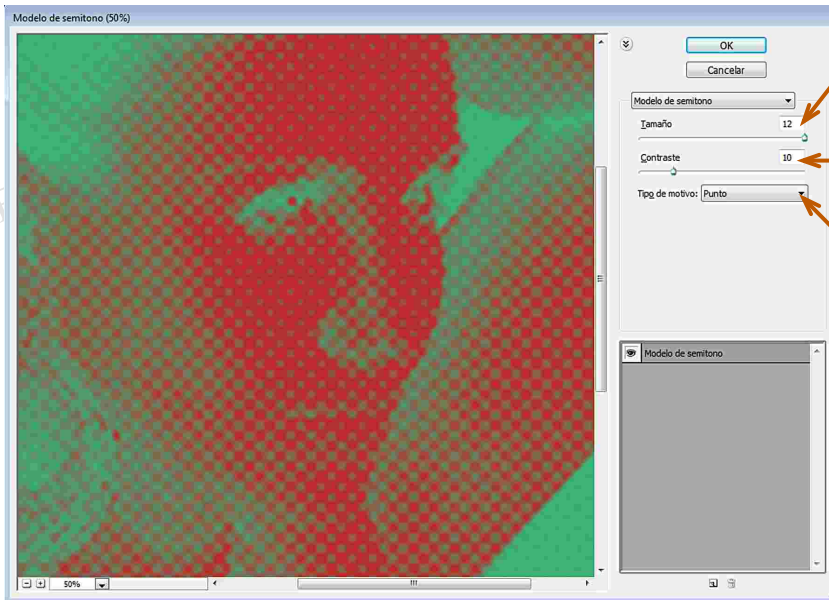 Modelo de semitono (50%)
OK
Cancelar
Modelo de semitono
Tamaño 12
Contraste 10
Tipo de motivo: Punto
Modelo de semitono
50%